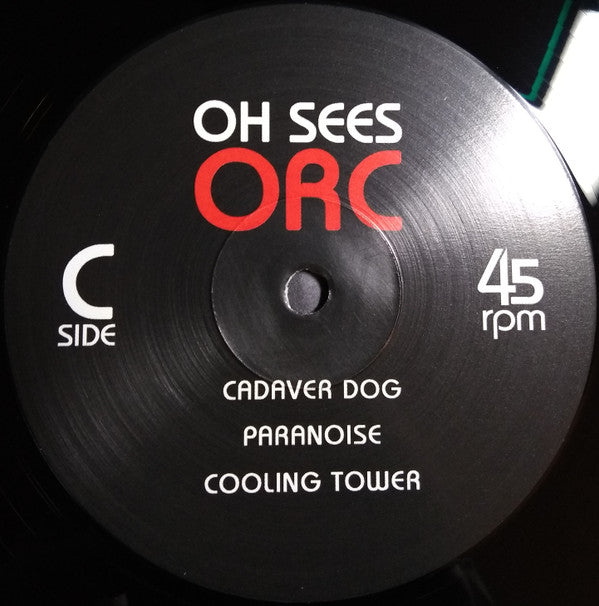 OH SEES
ORC
C
SIDE
45
rpm
CADAVER DOG
PARANOISE
COOLING TOWER